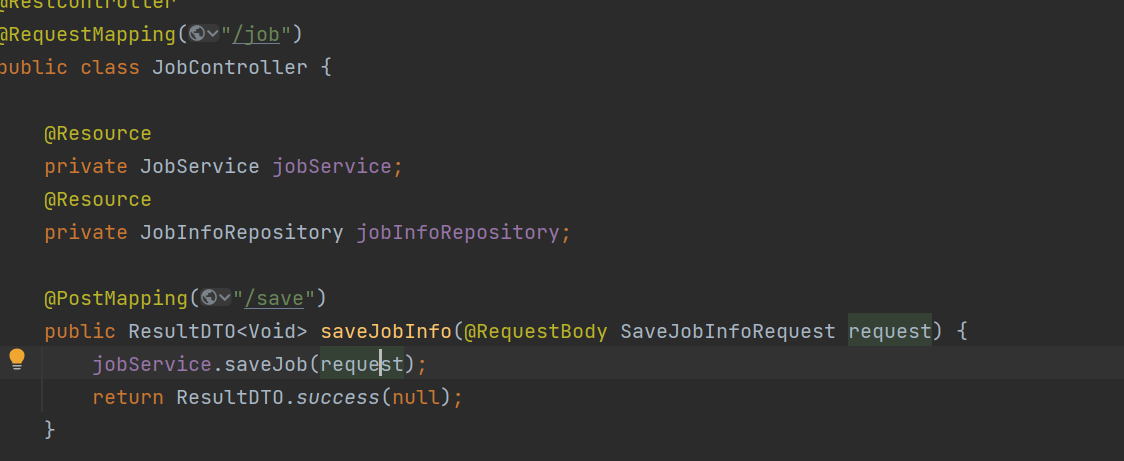 @RestController
@RequestMapping("/job")
public class JobController {
@Resource
private JobService jobService;
@Resource
private JobInfoRepository jobInfoRepository;
@PostMapping("/save")
public ResultDTO<Void> saveJobInfo(@RequestBody SaveJobInfoRequest request) {
jobService.saveJob(request);
return ResultDTO.success(null);
}